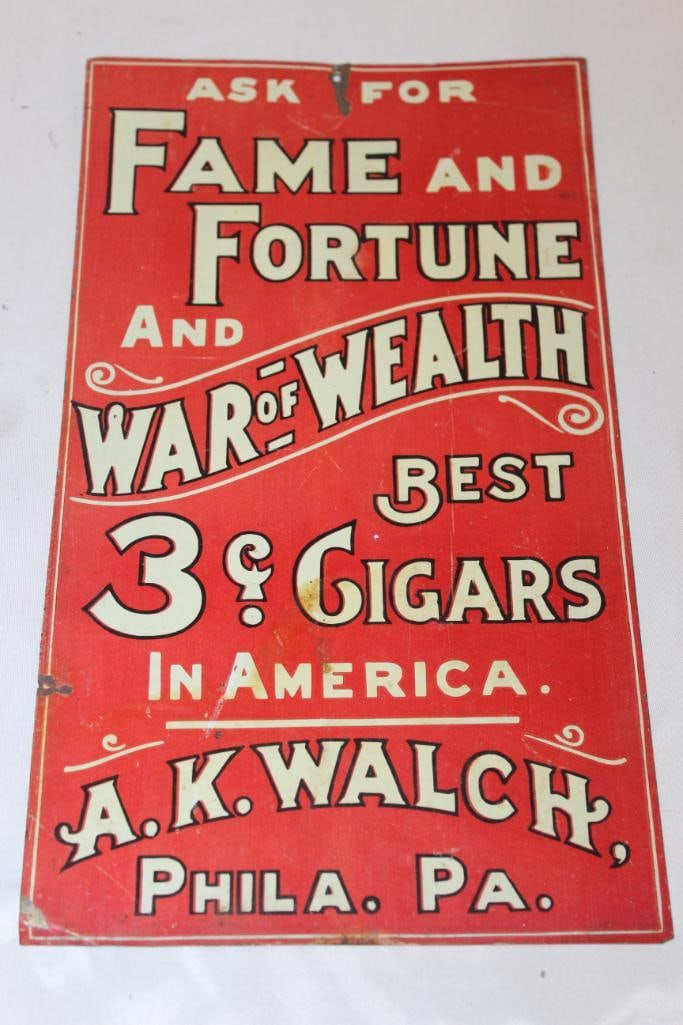 ASK FOR
FAME AND
FORTUNE
AND
WAR OF WEALTH
BEST
3¢ CIGARS
IN AMERICA.
A. K. WALCH,
PHILA. PA.